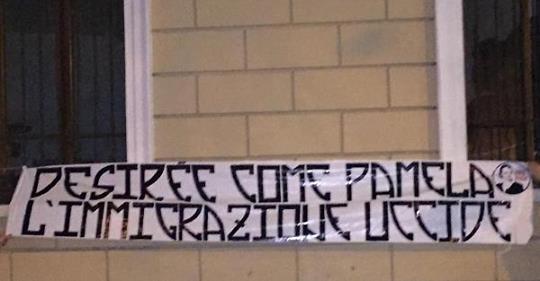 DESIRÉE COME PAMELA
L'IMMIGRAZIONE UCCIDE